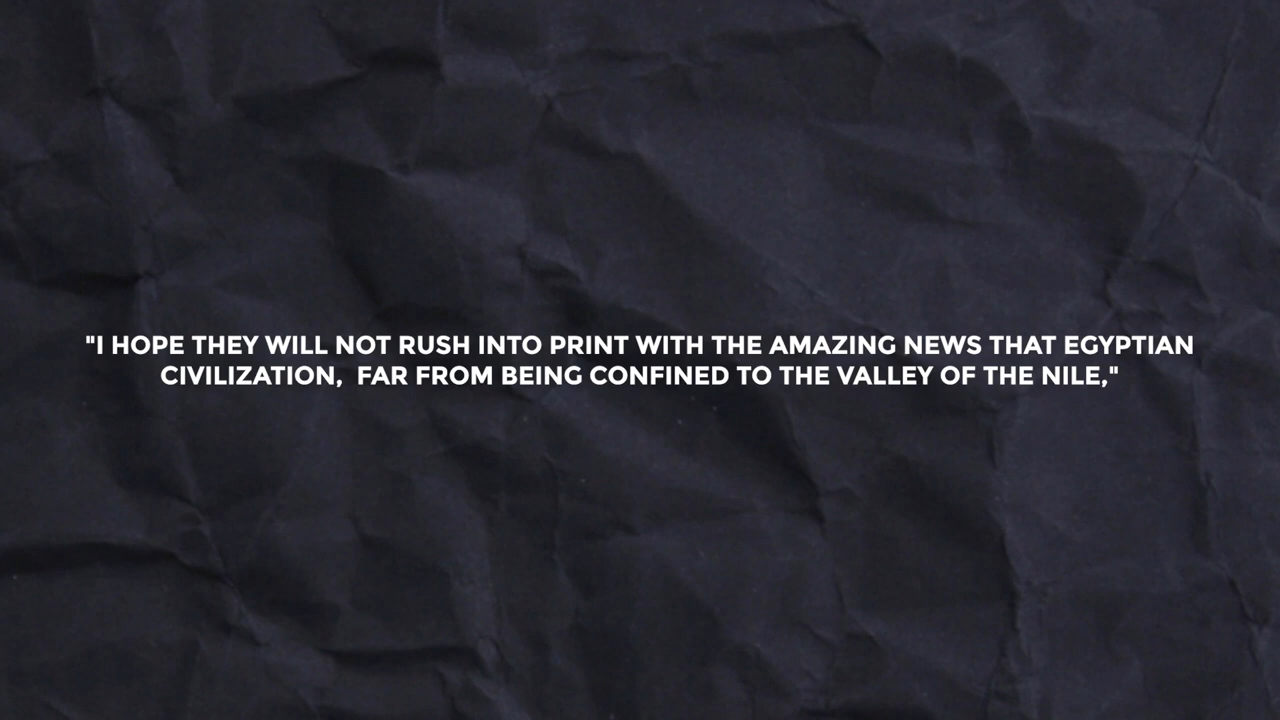 "I HOPE THEY WILL NOT RUSH INTO PRINT WITH THE AMAZING NEWS THAT EGYPTIAN
CIVILIZATION,  FAR FROM BEING CONFINED TO THE VALLEY OF THE NILE,"